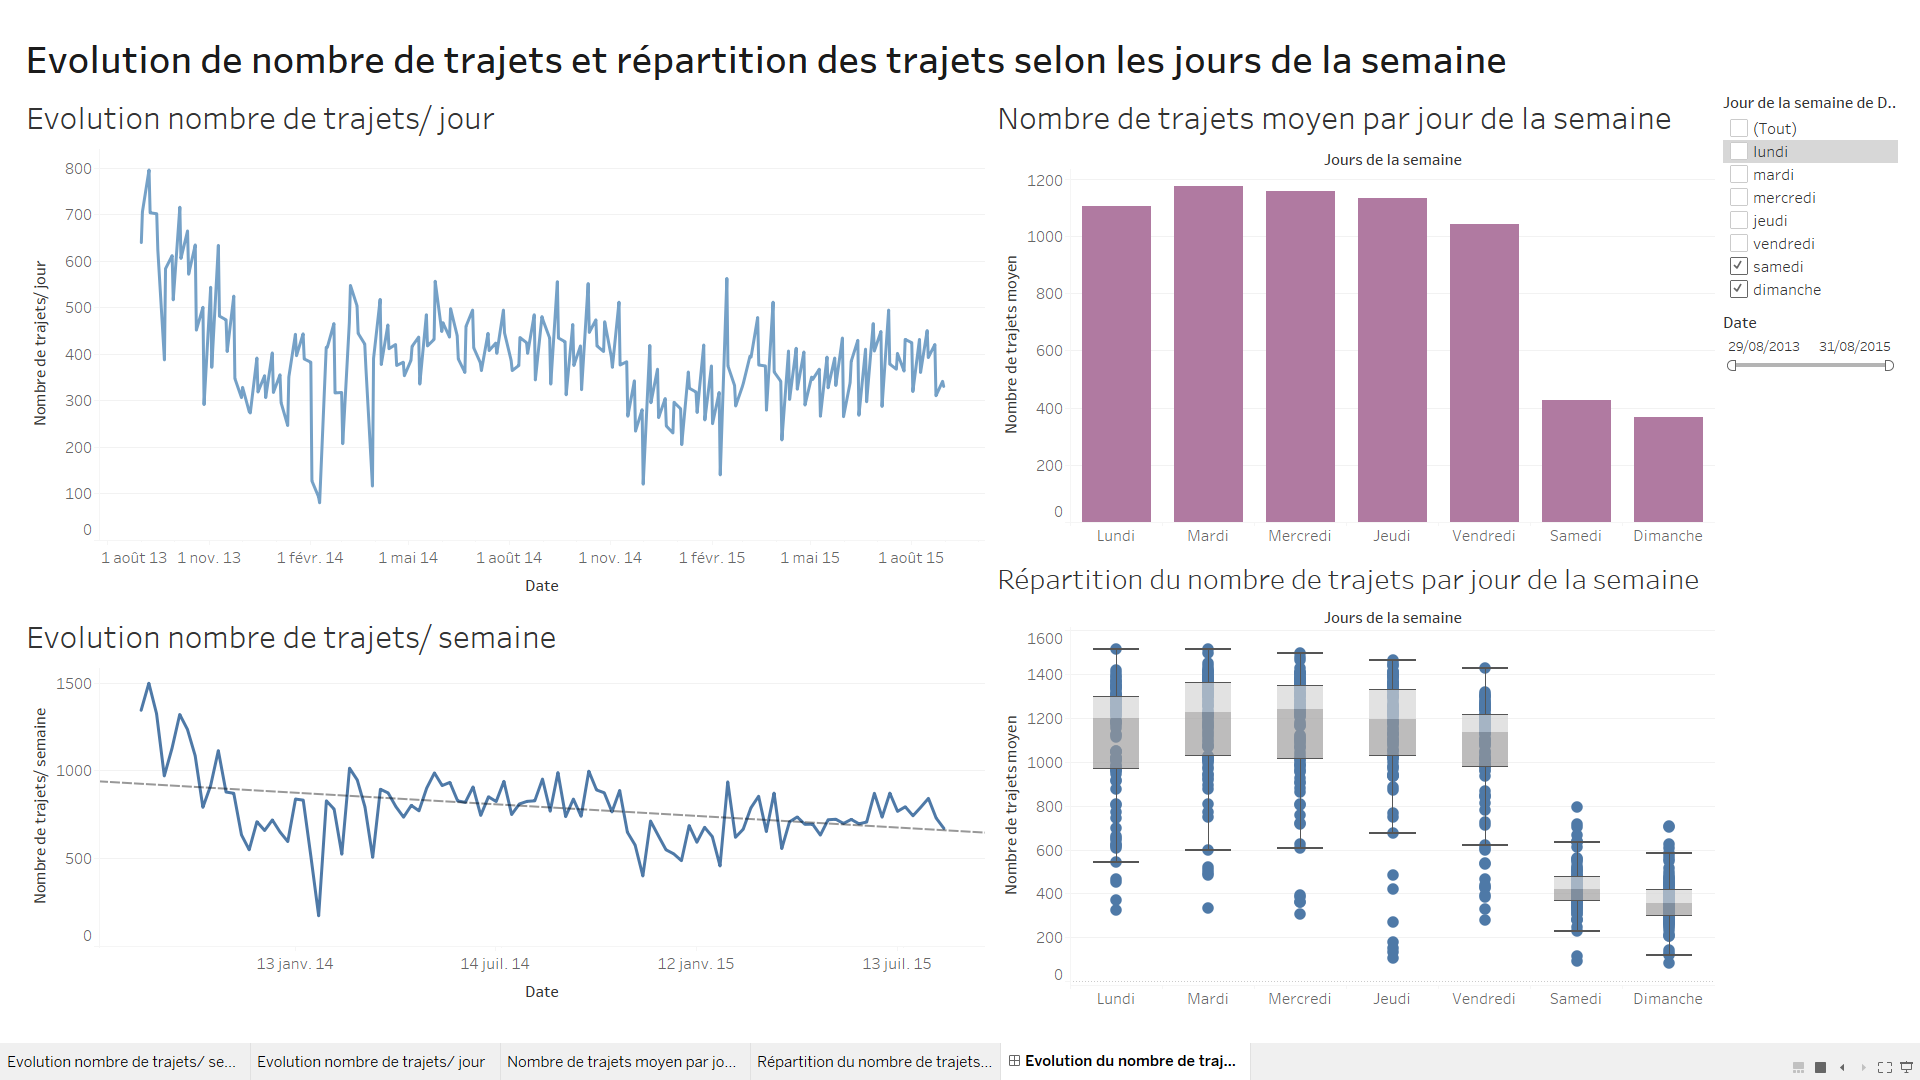 Evolution de nombre de trajets et répartition des trajets selon les jours de la semaine
Evolution nombre de trajets/ jour
Nombre de trajets/ jour
800
700
600
500
400
300
200
100
0
1 août 13 1 nov. 13 1 févr. 14 1 mai 14 1 août 14 1 nov. 14 1 févr. 15 1 mai 15 1 août 15
Date
Evolution nombre de trajets/ semaine
Nombre de trajets/ semaine
1500
1000
500
0
13 janv. 14 14 juil. 14 12 janv. 15 13 juil. 15
Date
Nombre de trajets moyen par jour de la semaine
Jours de la semaine
Nombre de trajets moyen
1200
1000
800
600
400
200
0
Lundi Mardi Mercredi Jeudi Vendredi Samedi Dimanche
Répartition du nombre de trajets par jour de la semaine
Jours de la semaine
Nombre de trajets moyen
1600
1400
1200
1000
800
600
400
200
0
Lundi Mardi Mercredi Jeudi Vendredi Samedi Dimanche
Jour de la semaine de D..
(Tout)
lundi
mardi
mercredi
jeudi
vendredi
samedi
dimanche
Date
29/08/2013 31/08/2015
Evolution nombre de trajets/ se... Evolution nombre de trajets/ jour Nombre de trajets moyen par jo... Répartition du nombre de trajets... Evolution du nombre de traj...